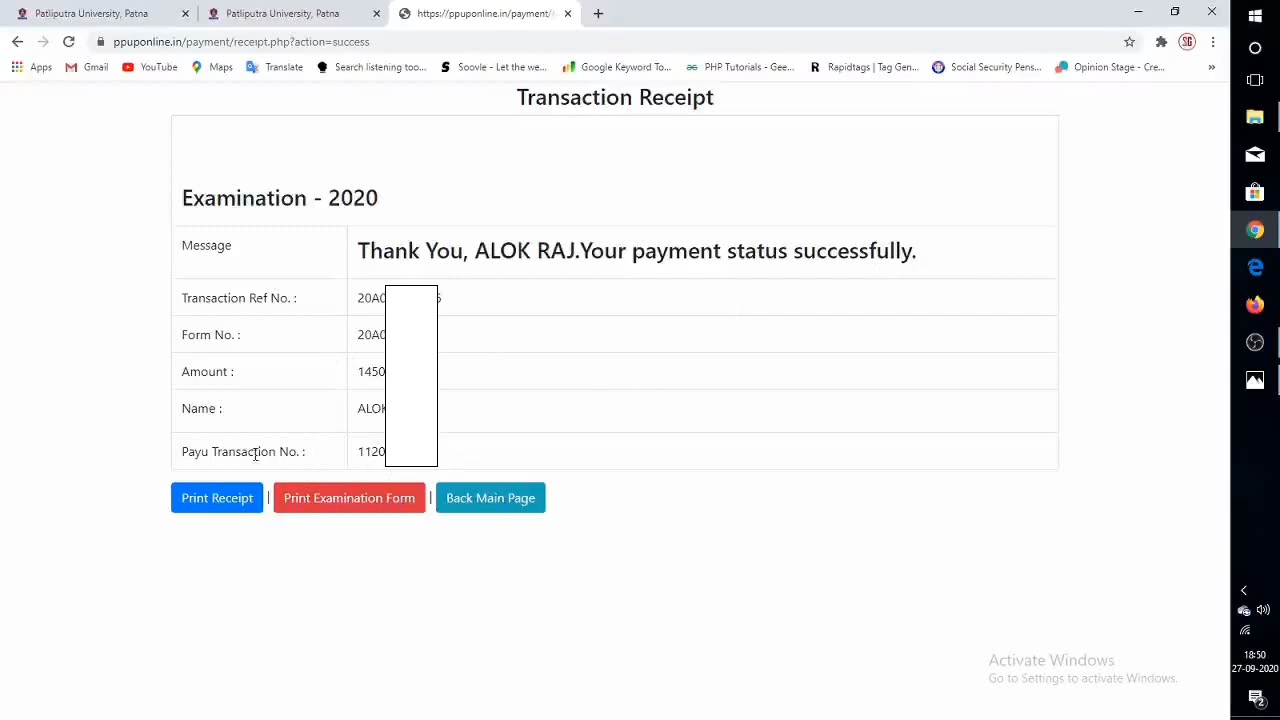 Patliputra University, Patna
Patliputra University, Patna
https://ppuponline.in/payment/
ppuponline.in/payment/receipt.php?action=success
Apps
Gmail
YouTube
Maps
Translate
Search listening too...
Soovle - Let the we...
Google Keyword To...
PHP Tutorials - Gee...
Rapidtags | Tag Gen...
Social Security Pens...
Opinion Stage - Cre...
»
Transaction Receipt
Examination - 2020
Message
Thank You, ALOK RAJ.Your payment status successfully.
Transaction Ref No. :
20A0
Form No. :
20A0
Amount :
1450
Name :
ALOK
Payu Transaction No. :
1120
Print Receipt | Print Examination Form | Back Main Page
Activate Windows
Go to Settings to activate Windows.
SG
18:50
27-09-2020
2